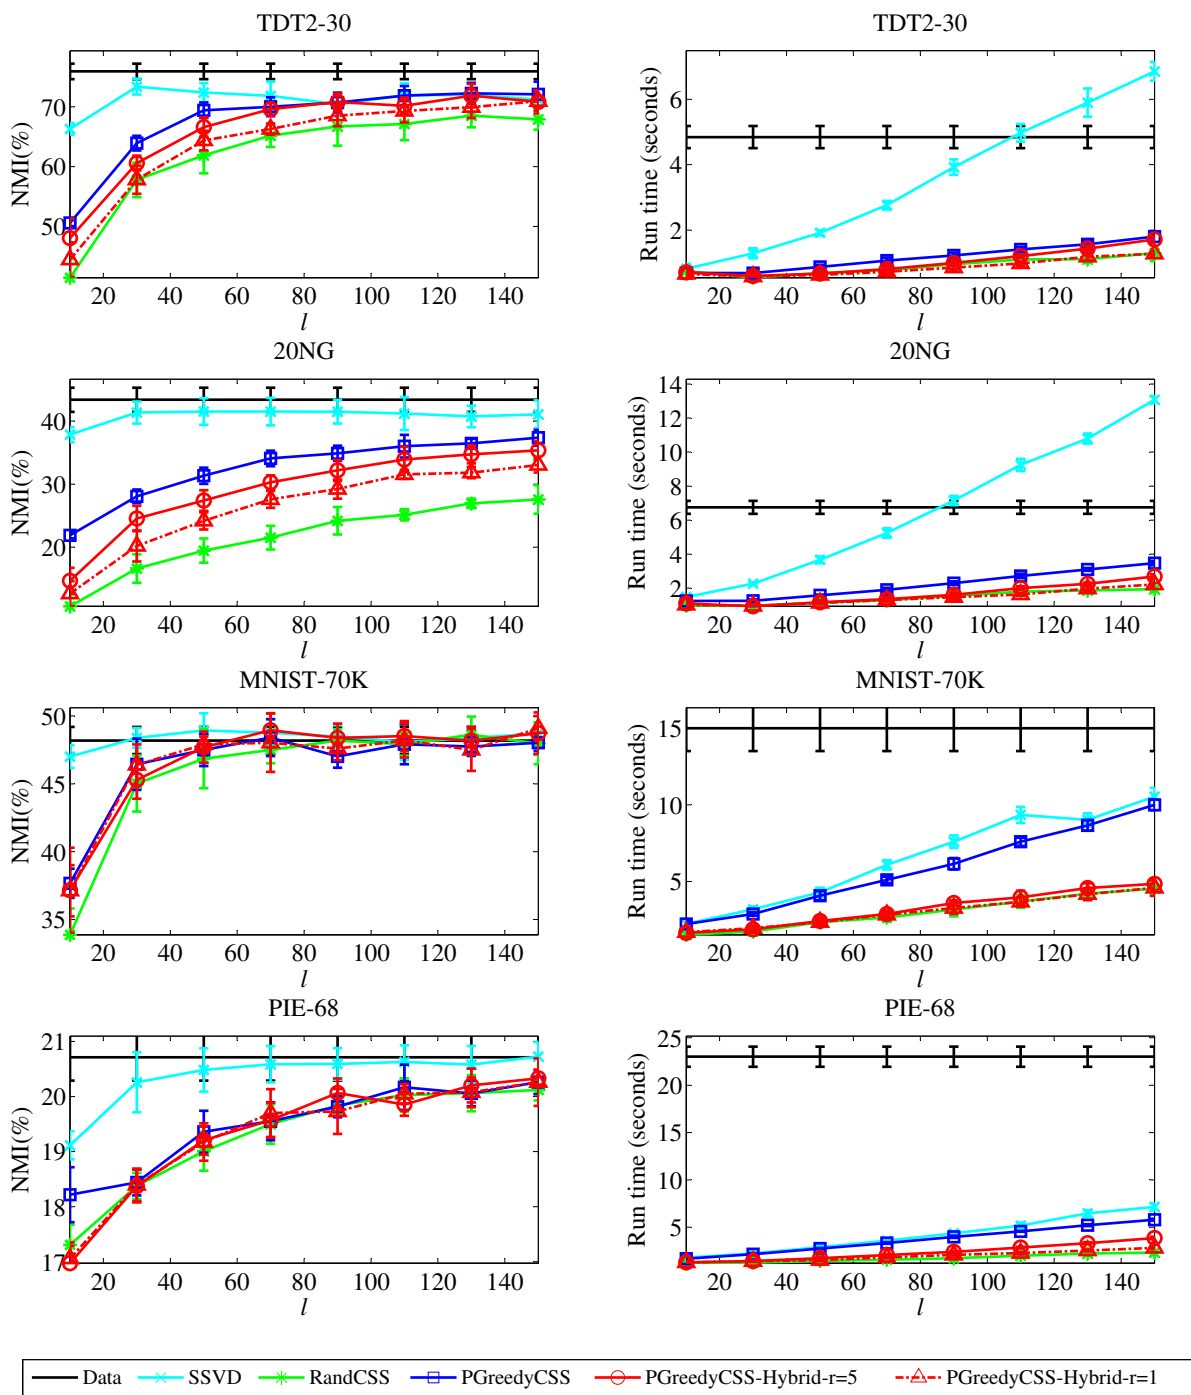 TDT2-30
NMI(%)
70
60
50
20 40 60 80 100 120 140
l
TDT2-30
Run time (seconds)
6
4
2
20 40 60 80 100 120 140
l
20NG
NMI(%)
40
30
20
20 40 60 80 100 120 140
l
20NG
Run time (seconds)
14
12
10
8
6
4
2
20 40 60 80 100 120 140
l
MNIST-70K
NMI(%)
50
45
40
35
20 40 60 80 100 120 140
l
MNIST-70K
Run time (seconds)
15
10
5
20 40 60 80 100 120 140
l
PIE-68
NMI(%)
21
20
19
18
17
20 40 60 80 100 120 140
l
PIE-68
Run time (seconds)
25
20
15
10
5
20 40 60 80 100 120 140
l
Data SSVD RandCSS PGreedyCSS PGreedyCSS-Hybrid-r=5 PGreedyCSS-Hybrid-r=1